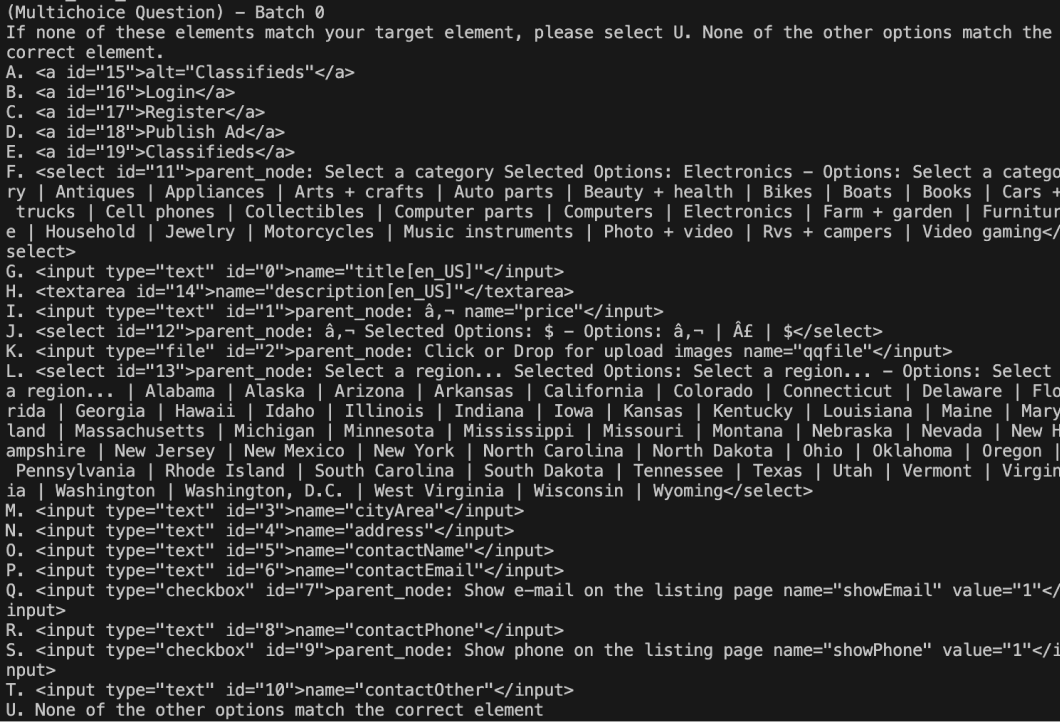 (Multichoice Question) – Batch 0
If none of these elements match your target element, please select U. None of the other options match the
correct element.
A. <a id="15">alt="Classifieds"</a>
B. <a id="16">Login</a>
C. <a id="17">Register</a>
D. <a id="18">Publish Ad</a>
E. <a id="19">Classifieds</a>
F. <select id="11">parent_node: Select a category Selected Options: Electronics – Options: Select a catego
ry | Antiques | Appliances | Arts + crafts | Auto parts | Beauty + health | Bikes | Boats | Books | Cars +
 trucks | Cell phones | Collectibles | Computer parts | Computers | Electronics | Farm + garden | Furnitur
e | Household | Jewelry | Motorcycles | Music instruments | Photo + video | Rvs + campers | Video gaming</
select>
G. <input type="text" id="0">name="title[en_US]"</input>
H. <textarea id="14">name="description[en_US]"</textarea>
I. <input type="text" id="1">parent_node: â‚¬ name="price"</input>
J. <select id="12">parent_node: â‚¬ Selected Options: $ – Options: â‚¬ | Â£ | $</select>
K. <input type="file" id="2">parent_node: Click or Drop for upload images name="qqfile"</input>
L. <select id="13">parent_node: Select a region... Selected Options: Select a region... – Options: Select
a region... | Alabama | Alaska | Arizona | Arkansas | California | Colorado | Connecticut | Delaware | Flo
rida | Georgia | Hawaii | Idaho | Illinois | Indiana | Iowa | Kansas | Kentucky | Louisiana | Maine | Mary
land | Massachusetts | Michigan | Minnesota | Mississippi | Missouri | Montana | Nebraska | Nevada | New H
ampshire | New Jersey | New Mexico | New York | North Carolina | North Dakota | Ohio | Oklahoma | Oregon |
 Pennsylvania | Rhode Island | South Carolina | South Dakota | Tennessee | Texas | Utah | Vermont | Virgin
ia | Washington | Washington, D.C. | West Virginia | Wisconsin | Wyoming</select>
M. <input type="text" id="3">name="cityArea"</input>
N. <input type="text" id="4">name="address"</input>
O. <input type="text" id="5">name="contactName"</input>
P. <input type="text" id="6">name="contactEmail"</input>
Q. <input type="checkbox" id="7">parent_node: Show e-mail on the listing page name="showEmail" value="1"</
input>
R. <input type="text" id="8">name="contactPhone"</input>
S. <input type="checkbox" id="9">parent_node: Show phone on the listing page name="showPhone" value="1"</i
nput>
T. <input type="text" id="10">name="contactOther"</input>
U. None of the other options match the correct element